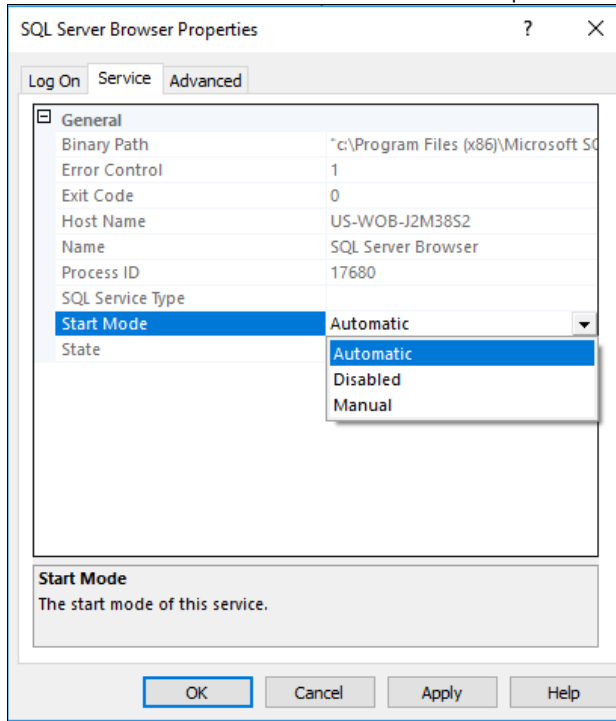 SQL Server Browser Properties ?
Log On Service Advanced
General
Binary Path "c:\Program Files (x86)\Microsoft SQ
Error Control 1
Exit Code 0
Host Name US-WOB-J2M38S2
Name SQL Server Browser
Process ID 17680
SQL Service Type
Start Mode Automatic
State Automatic
Disabled
Manual
Start Mode
The start mode of this service.
OK Cancel Apply Help